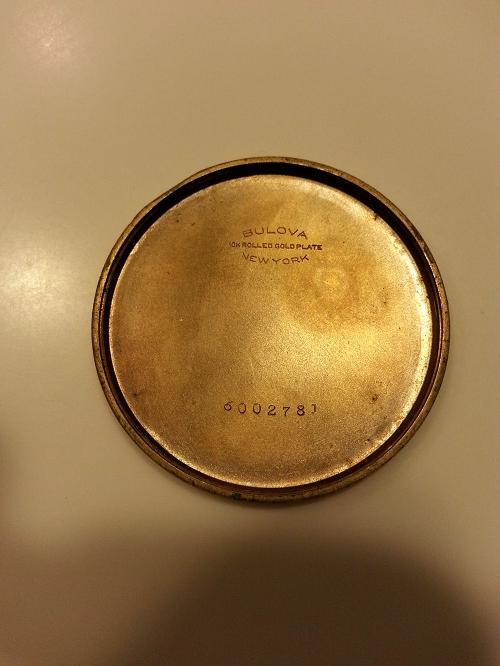 BULOVA
10K ROLLED GOLD PLATE
NEW YORK
6002781